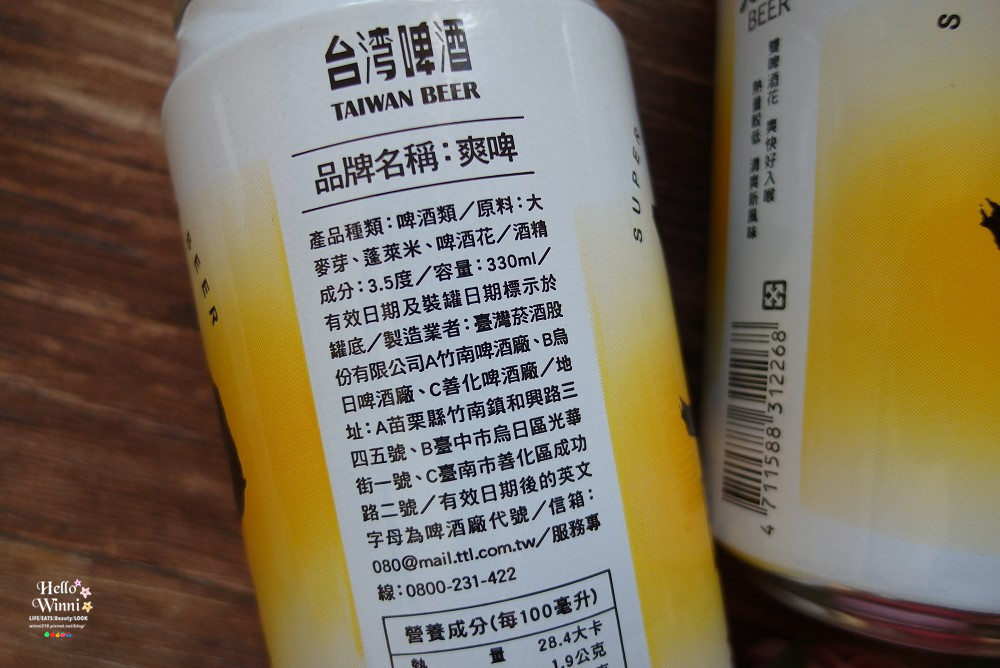 台湾啤酒
TAIWAN BEER
品牌名稱：爽啤
產品種類：啤酒類／原料：大
麥芽、蓬萊米、啤酒花／酒精
成分：3.5度／容量：330ml／
有效日期及裝罐日期標示於
罐底／製造業者：臺灣菸酒股
份有限公司A竹南啤酒廠、B烏
日啤酒廠、C善化啤酒廠／地
址：A苗栗縣竹南鎮和興路三
四五號、B臺中市烏日區光華
街一號、C臺南市善化區成功
路二號／有效日期後的英文
字母為啤酒廠代號／信箱：
080@mail.ttl.com.tw／服務專
線：0800-231-422
營養成分(每100毫升)
熱 量 28.4大卡
1.9公克
BEER
SUPER
BEER
雙啤酒花 爽快好入喉
熱量較低 清爽新風味
4 711588 312268
S
Hello
Winni
LIFE/EATS/Beauty/LOOK